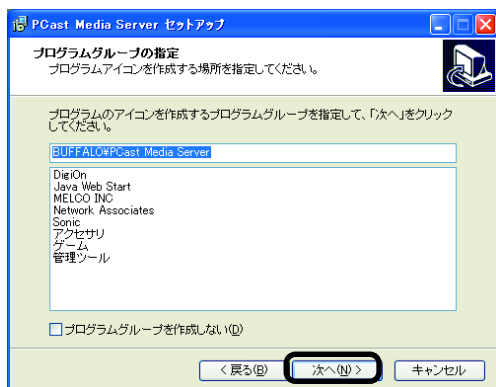 PCast Media Server セットアップ
プログラムグループの指定
プログラムアイコンを作成する場所を指定してください。
プログラムのアイコンを作成するプログラムグループを指定して、「次へ」をクリック
してください。
BUFFALO¥PCast Media Server
DigiOn
Java Web Start
MELCO INC
Network Associates
Sonic
アクセサリ
ゲーム
管理ツール
プログラムグループを作成しない(D)
< 戻る(B)
次へ(N) >
キャンセル